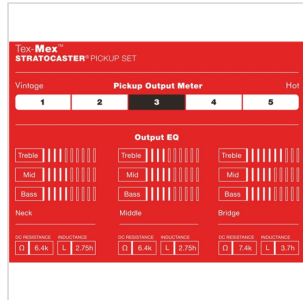 Tex-Mex™
STRATOCASTER® PICKUP SET
Vintage Pickup Output Meter Hot
1 2 3 4 5
Output EQ
Treble Treble Treble
Mid Mid Mid
Bass Bass Bass
Neck Middle Bridge
DC RESISTANCE INDUCTANCE DC RESISTANCE INDUCTANCE DC RESISTANCE INDUCTANCE
Ω 6.4k L 2.75h Ω 6.4k L 2.75h Ω 7.4k L 3.7h